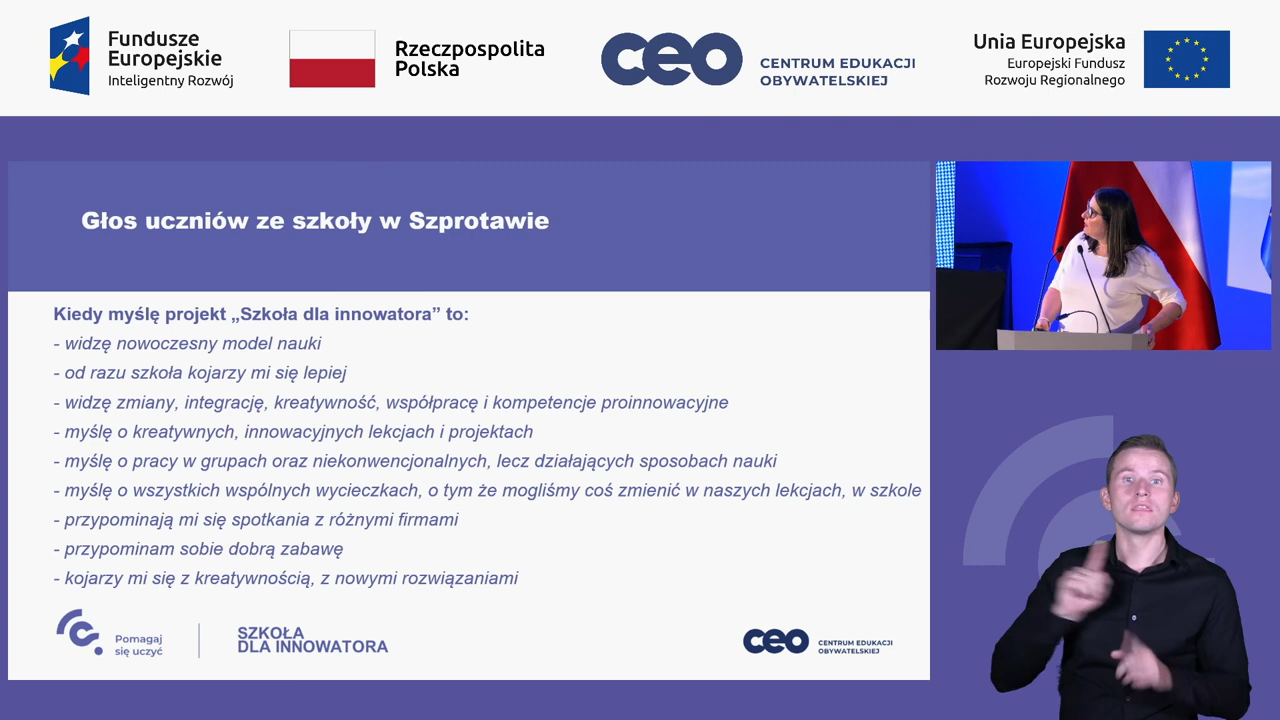 Fundusze
Europejskie
Inteligentny Rozwój
Rzeczpospolita
Polska
ceo
CENTRUM EDUKACJI
OBYWATELSKIEJ
Unia Europejska
Europejski Fundusz
Rozwoju Regionalnego
Głos uczniów ze szkoły w Szprotawie
Kiedy myślę projekt „Szkoła dla innowatora” to:
- widzę nowoczesny model nauki
- od razu szkoła kojarzy mi się lepiej
- widzę zmiany, integrację, kreatywność, współpracę i kompetencje proinnowacyjne
- myślę o kreatywnych, innowacyjnych lekcjach i projektach
- myślę o pracy w grupach oraz niekonwencjonalnych, lecz działających sposobach nauki
- myślę o wszystkich wspólnych wycieczkach, o tym że mogliśmy coś zmienić w naszych lekcjach, w szkole
- przypominają mi się spotkania z różnymi firmami
- przypominam sobie dobrą zabawę
- kojarzy mi się z kreatywnością, z nowymi rozwiązaniami
Pomagaj
się uczyć
SZKOŁA
DLA INNOWATORA
ceo
CENTRUM EDUKACJI
OBYWATELSKIEJ